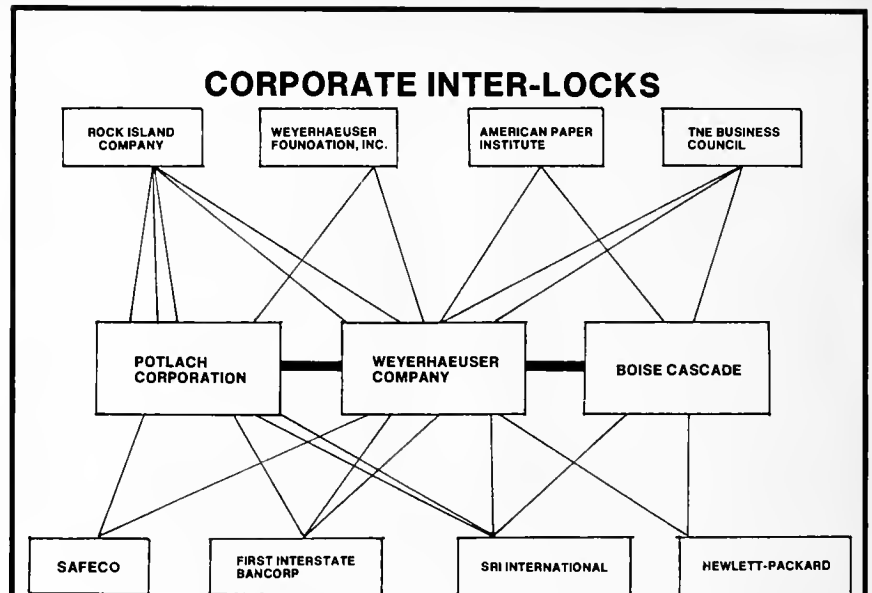 CORPORATE INTER-LOCKS
ROCK ISLAND
COMPANY
WEYERHAEUSER
FOUNOATION, INC.
AMERICAN PAPER
INSTITUTE
TNE BUSINESS
COUNCIL
POTLACH
CORPORATION
WEYERHAEUSER
COMPANY
BOISE CASCADE
SAFECO
FIRST INTERSTATE
BANCORP
SRI INTERNATIONAL
HEWLETT-PACKARD